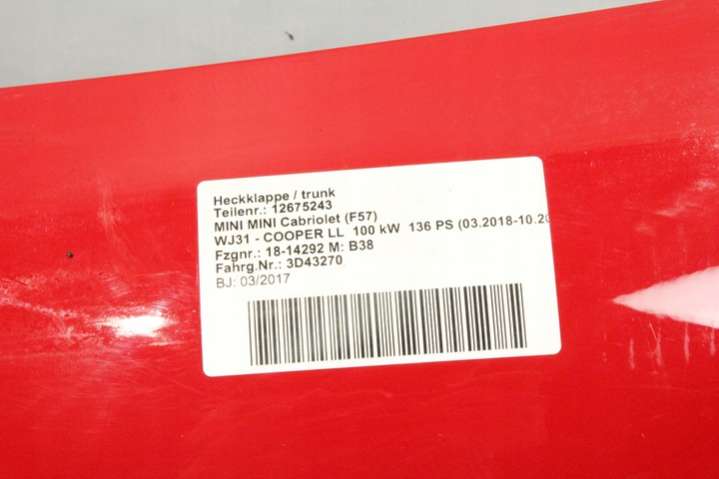 Heckklappe / trunk
Teilenr.: 12675243
MINI MINI Cabriolet (F57)
WJ31 - COOPER LL 100 kW 136 PS (03.2018-10.20
Fzgnr.: 18-14292 M: B38
Fahrg.Nr.: 3D43270
BJ: 03/2017